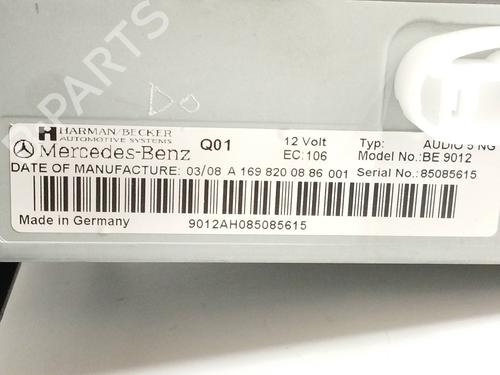 B-PARTS
HARMAN/BECKER
AUTOMOTIVE SYSTEMS
Mercedes-Benz Q01 12 Volt Typ: AUDIO 5 NG
EC: 106 Model No.: BE 9012
DATE OF MANUFACTURE: 03/08 A 169 820 08 86 001 Serial No.: 85085615
Made in Germany 9012AH085085615